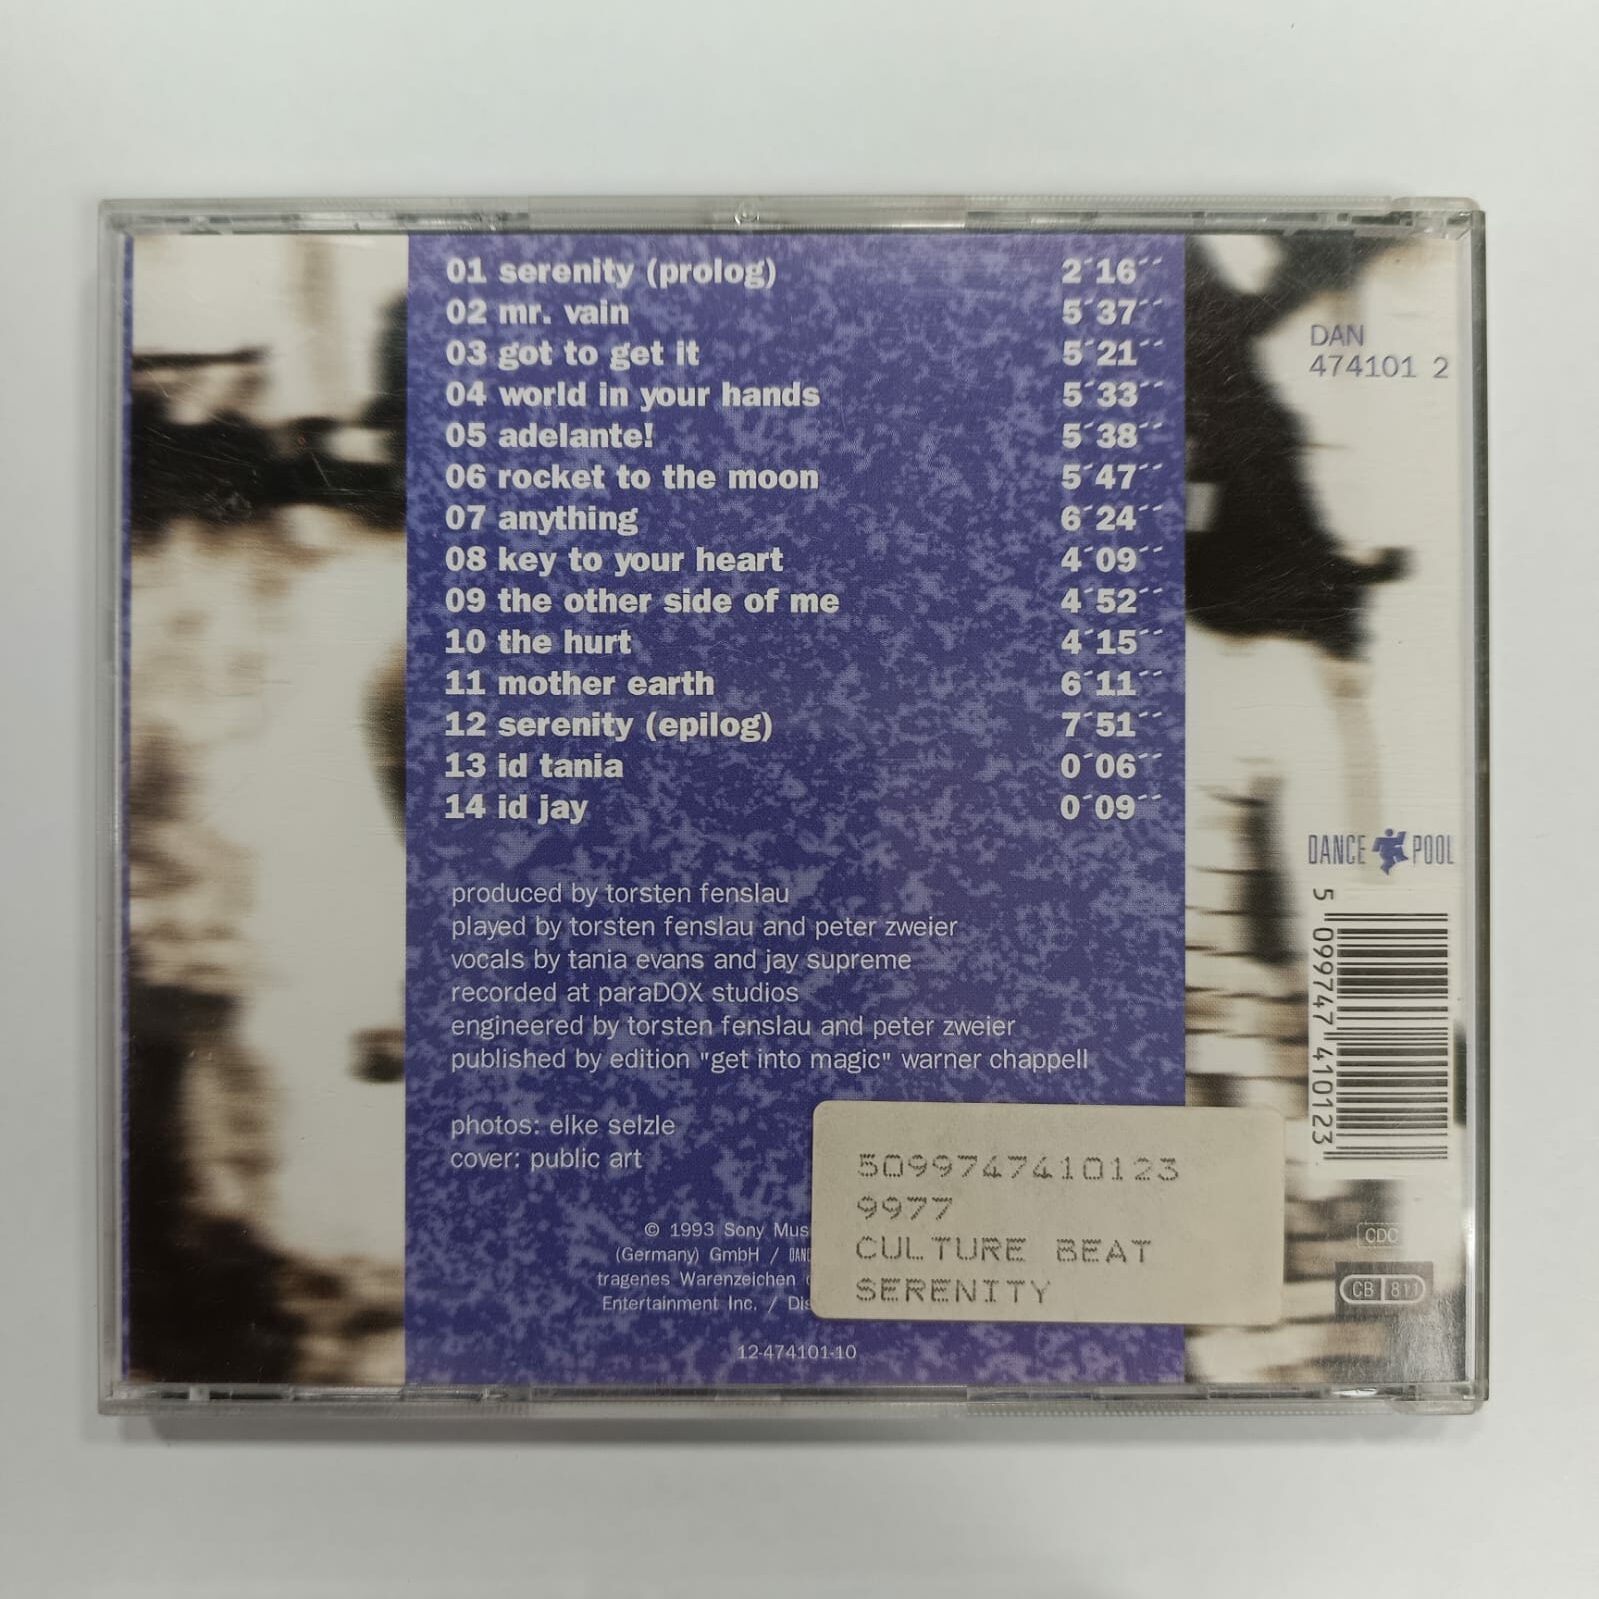 01 serenity (prolog) 2´16´´
02 mr. vain 5´37´´
03 got to get it 5´21´´
04 world in your hands 5´33´´
05 adelante! 5´38´´
06 rocket to the moon 5´47´´
07 anything 6´24´´
08 key to your heart 4´09´´
09 the other side of me 4´52´´
10 the hurt 4´15´´
11 mother earth 6´11´´
12 serenity (epilog) 7´51´´
13 id tania 0´06´´
14 id jay 0´09´´
produced by torsten fenslau
played by torsten fenslau and peter zweier
vocals by tania evans and jay supreme
recorded at paraDOX studios
engineered by torsten fenslau and peter zweier
published by edition "get into magic" warner chappell
photos: elke selzle
cover: public art
© 1993 Sony
(Germany) GmbH /
tragenes Warenzeichen
Entertainment Inc. /
12-474101-10
5099747410123
9977
CULTURE BEAT
SERENITY
DAN
474101 2
DANCE POOL
5 099747 410123
CDC
CB 811